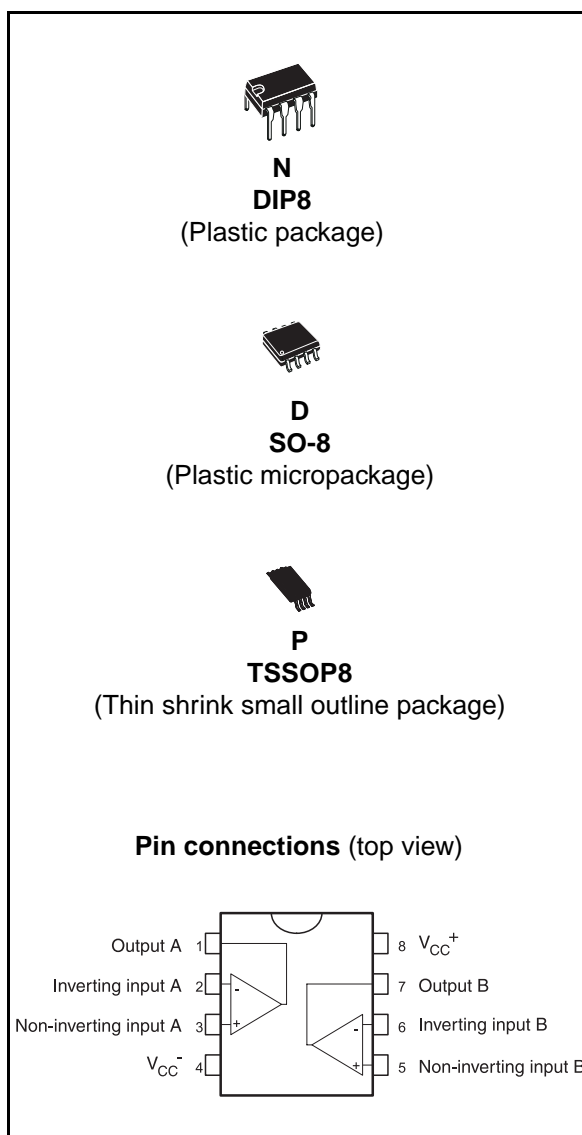 N
DIP8
(Plastic package)
D
SO-8
(Plastic micropackage)
P
TSSOP8
(Thin shrink small outline package)
Pin connections (top view)
Output A 1
Inverting input A 2
Non-inverting input A 3
VCC- 4
8 VCC+
7 Output B
6 Inverting input B
5 Non-inverting input B
- +
- +